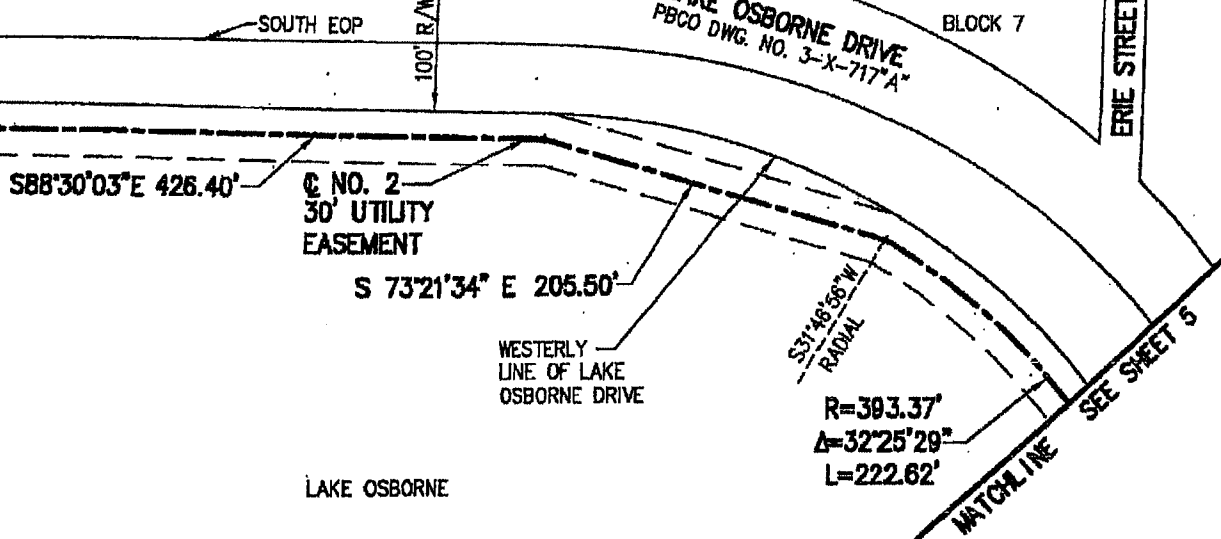 SOUTH EOP
100' R/W
LAKE OSBORNE DRIVE
PBCO DWG. NO. 3-X-717"A"
BLOCK 7
ERIE STREET
S88°30'03"E 426.40'
℄ NO. 2
30' UTILITY
EASEMENT
S 73°21'34" E 205.50'
WESTERLY
LINE OF LAKE
OSBORNE DRIVE
S31°48'56"W
RADIAL
R=393.37'
Δ=32°25'29"
L=222.62'
MATCHLINE SEE SHEET 5
LAKE OSBORNE